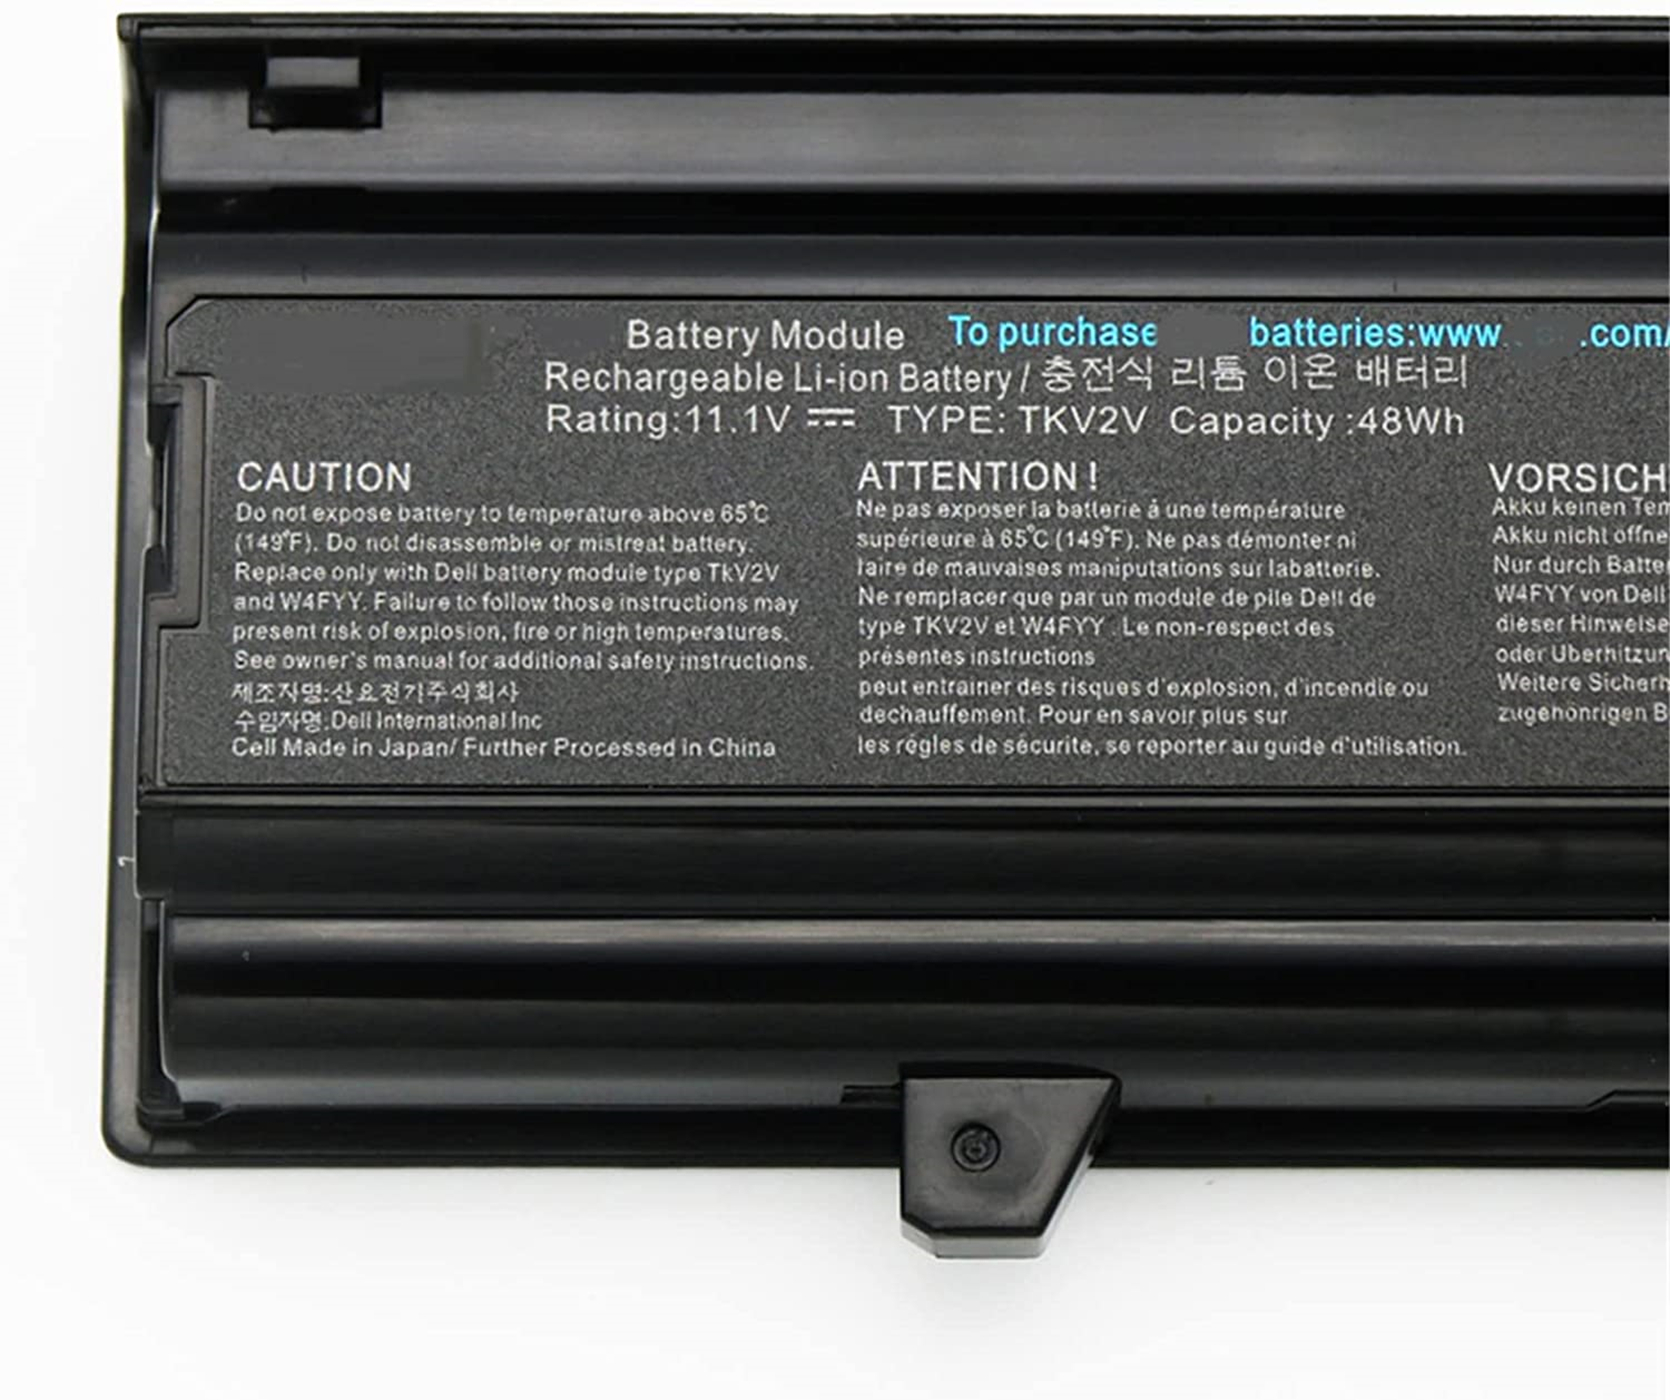 Battery Module To purchase batteries:www .com/
Rechargeable Li-ion Battery / 충전식 리튬 이온 배터리
Rating:11.1V TYPE: TKV2V Capacity :48Wh
CAUTION
Do not expose battery to temperature above 65℃
(149°F). Do not disassemble or mistreat battery.
Replace only with Dell battery module type TkV2V
and W4FYY. Failure to follow those instructions may
present risk of explosion, fire or high temperatures.
See owner's manual for additional safety instructions.
제조자명:산요전기주식회사
수입자명:Dell International Inc
Cell Made in Japan/ Further Processed in China
ATTENTION !
Ne pas exposer la batterie á une température
supérieure à 65℃ (149°F). Ne pas démonter ni
laire de mauvaises maniputations sur labatterie.
Ne remplacer que par un module de pile Dell de
type TKV2V et W4FYY . Le non-respect des
présentes instructions
peut entrainer des risques d'explosion, d'incendie ou
dechauffement. Pour en savoir plus sur
les régles de sécurite, se reporter au guide d'utilisation.
VORSICH
Akku keinen Tem
Akku nicht offne
Nur durch Batte
W4FYY von Dell
dieser Hinweise
oder Uberhitzun
Weitere Sicherh
zugehonrigen B